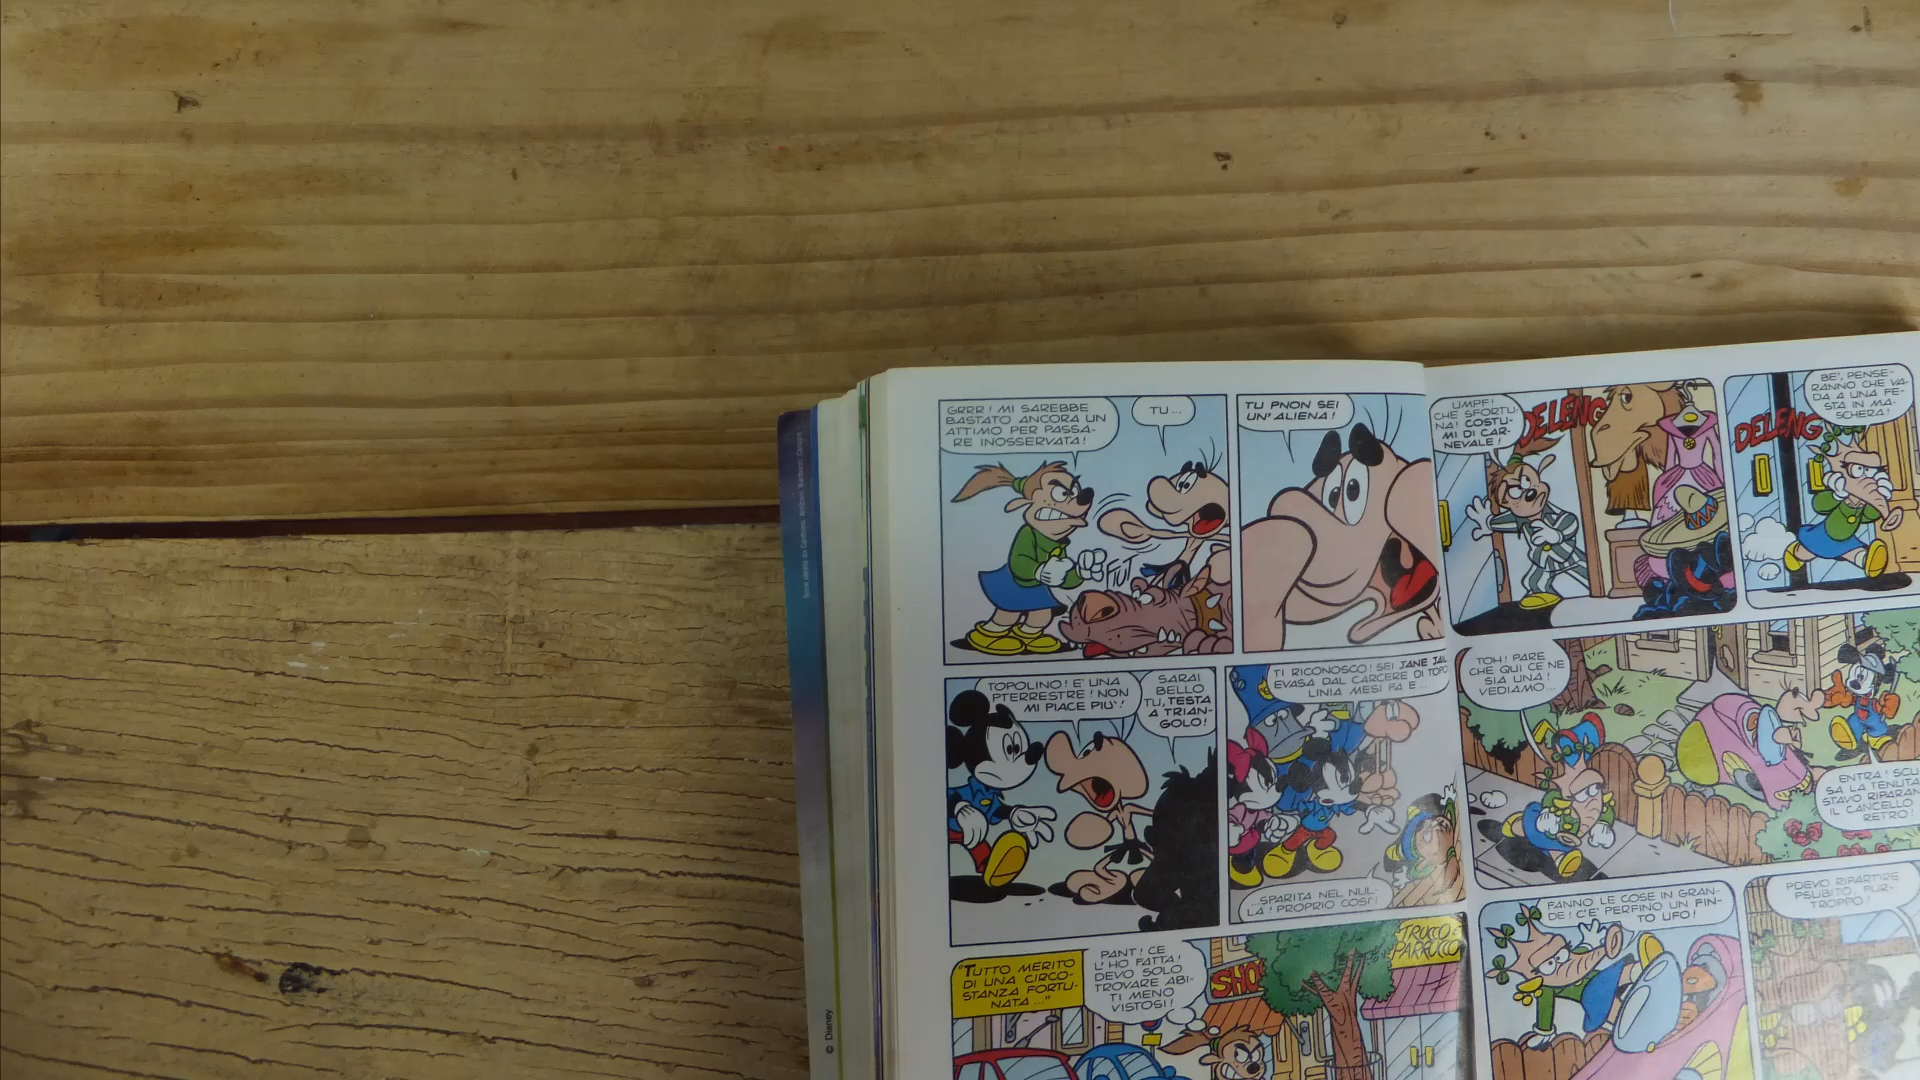 GRRR! MI SAREBBE
BASTATO ANCORA UN
ATTIMO PER PASSA-
RE INOSSERVATA!
TU...
FIUT
TU PNON SEI
UN'ALIENA!
TOPOLINO! E' UNA
PTERRESTRE! NON
MI PIACE PIU'!
SARAI
BELLO
TU, TESTA
A TRIAN-
GOLO!
TI RICONOSCO! SEI JANE
EVASA DAL CARCERE DI TOPO
LINIA MESI FA E...
...SPARITA NEL NUL-
LA! PROPRIO COSI'!
"TUTTO MERITO
DI UNA CIRCO-
STANZA FORTU-
NATA..."
PANT! CE
L'HO FATTA!
DEVO SOLO
TROVARE ABI-
TI MENO
VISTOSI!
SHO
TRUCCO E
PARRUCCO
UMPF!
CHE SFORTU-
NA! COSTU-
MI DI CAR-
NEVALE!
DELENG
BE', PENSE-
RANNO CHE VA-
DA A UNA FE-
STA IN MA-
SCHERA!
DELENG
TOH! PARE
CHE QUI CE NE
SIA UNA!
VEDIAMO...
ENTRA! SCU
SA LA TENUTA
STAVO RIPARAN
IL CANCELLO
RETRO!
FANNO LE COSE IN GRAN-
DE! C'E' PERFINO UN FIN-
TO UFO!
PDEVO RIPARTIRE
PSUBITO, PUR-
TROPPO!
© Disney